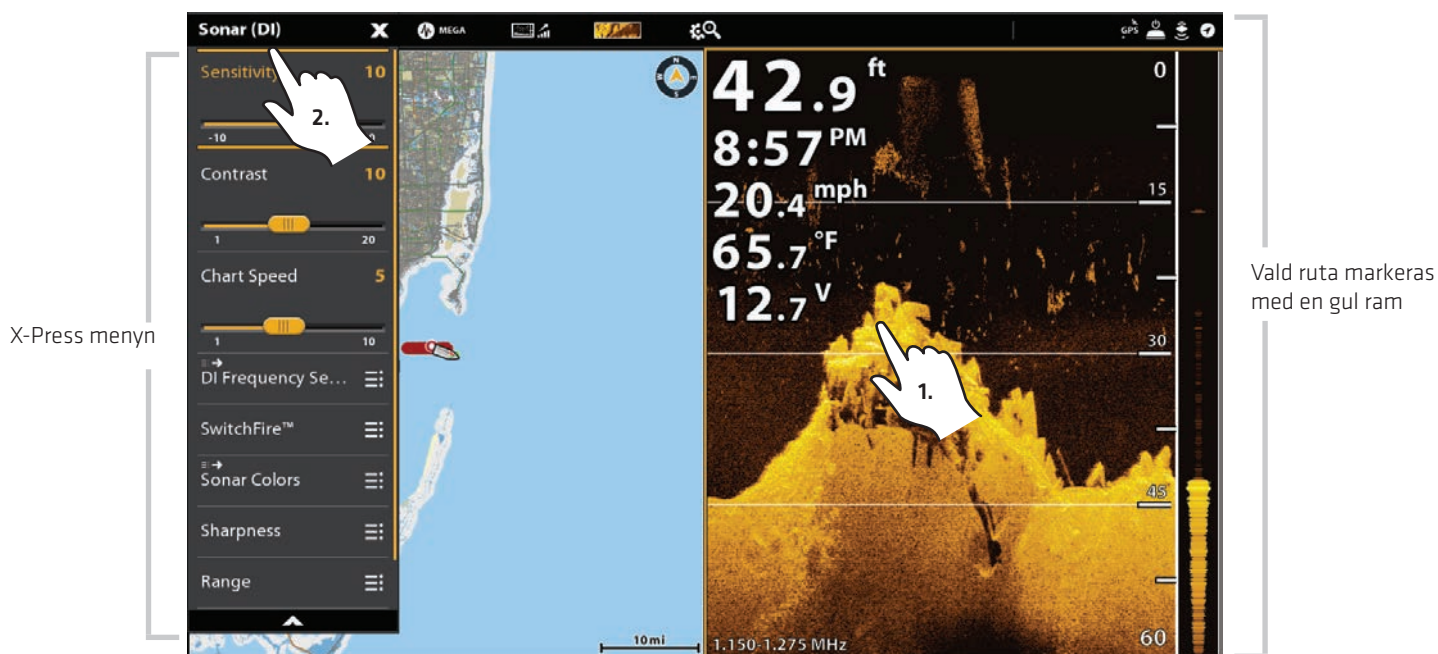 Sonar (DI)
X
MEGA
GPS
Sensitivity
10
-10
2.
Contrast
10
1
20
Chart Speed
5
1
10
DI Frequency Se...
SwitchFire™
Sonar Colors
Sharpness
Range
X-Press menyn
10mi
42.9 ft
8:57 PM
20.4 mph
65.7 °F
12.7 V
1.
0
15
30
45
60
1.150-1.275 MHz
Vald ruta markeras
med en gul ram